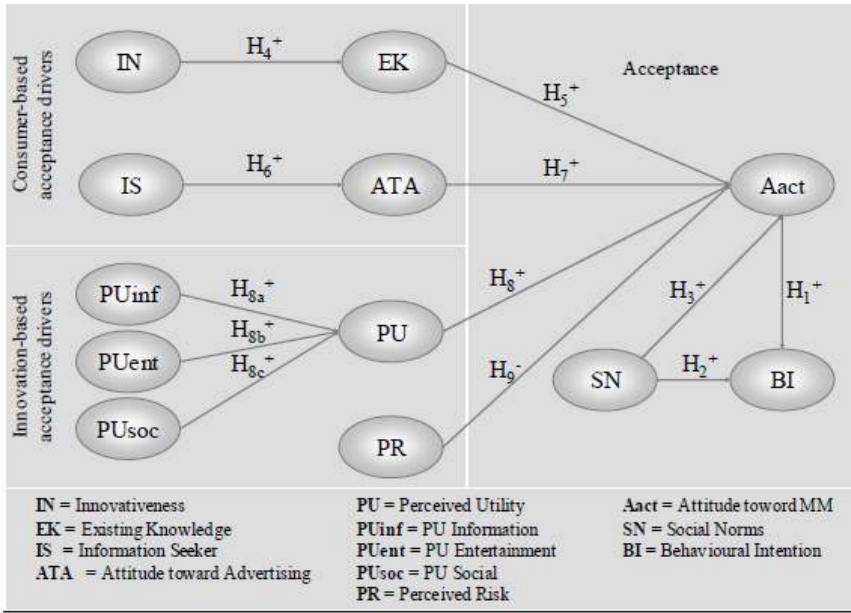 Consumer-based
acceptance drivers
IN
H₄⁺
EK
IS
H₆⁺
ATA
Innovation-based
acceptance drivers
PUinf
PUent
PUsoc
H₈ₐ⁺
H₈b⁺
H₈c⁺
PU
PR
Acceptance
H₅⁺
H₇⁺
H₈⁺
H₉⁻
Aact
H₃⁺
H₁⁺
SN
H₂⁺
BI
IN = Innovativeness
EK = Existing Knowledge
IS = Information Seeker
ATA = Attitude toward Advertising
PU = Perceived Utility
PUinf = PU Information
PUent = PU Entertainment
PUsoc = PU Social
PR = Perceived Risk
Aact = Attitude toward MM
SN = Social Norms
BI = Behavioural Intention